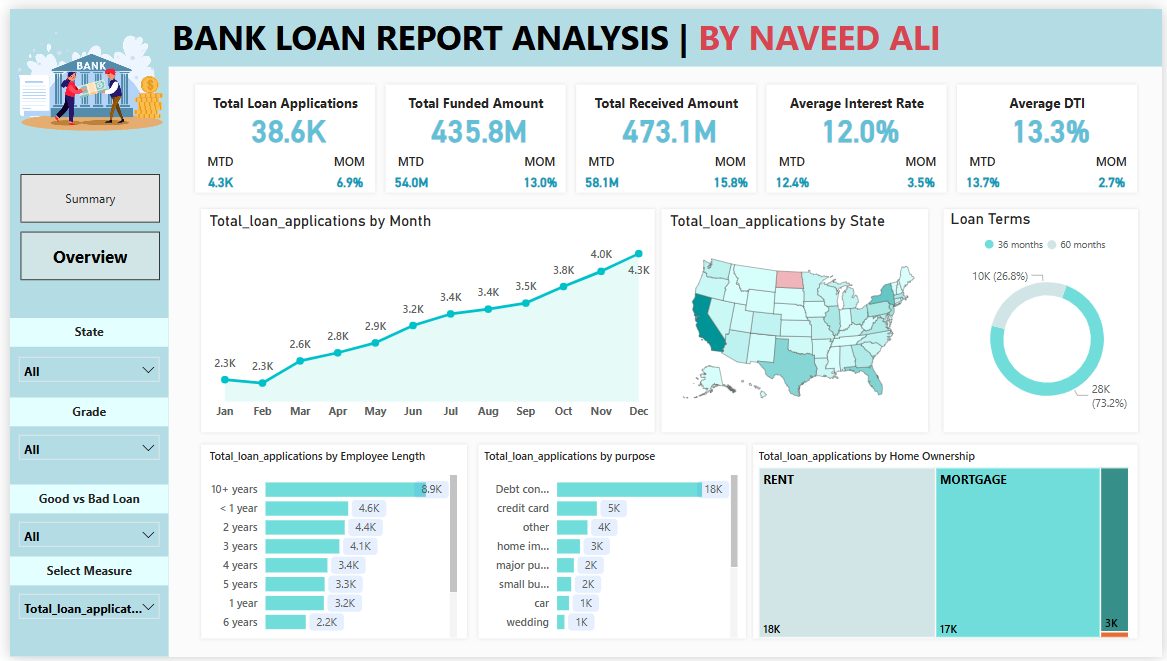 BANK LOAN REPORT ANALYSIS | BY NAVEED ALI
BANK
Summary
Overview
State
All
Grade
All
Good vs Bad Loan
All
Select Measure
Total_loan_applicat...
Total Loan Applications
38.6K
MTD MOM
4.3K 6.9%
Total Funded Amount
435.8M
MTD MOM
54.0M 13.0%
Total Received Amount
473.1M
MTD MOM
58.1M 15.8%
Average Interest Rate
12.0%
MTD MOM
12.4% 3.5%
Average DTI
13.3%
MTD MOM
13.7% 2.7%
Total_loan_applications by Month
2.3K 2.3K 2.6K 2.8K 2.9K 3.2K 3.4K 3.4K 3.5K 3.8K 4.0K 4.3K
Jan Feb Mar Apr May Jun Jul Aug Sep Oct Nov Dec
Total_loan_applications by State
Loan Terms
36 months 60 months
10K (26.8%)
28K
(73.2%)
Total_loan_applications by Employee Length
10+ years 8.9K
< 1 year 4.6K
2 years 4.4K
3 years 4.1K
4 years 3.4K
5 years 3.3K
1 year 3.2K
6 years 2.2K
Total_loan_applications by purpose
Debt con... 18K
credit card 5K
other 4K
home im... 3K
major pu... 2K
small bu... 2K
car 1K
wedding 1K
Total_loan_applications by Home Ownership
RENT MORTGAGE
18K 17K 3K